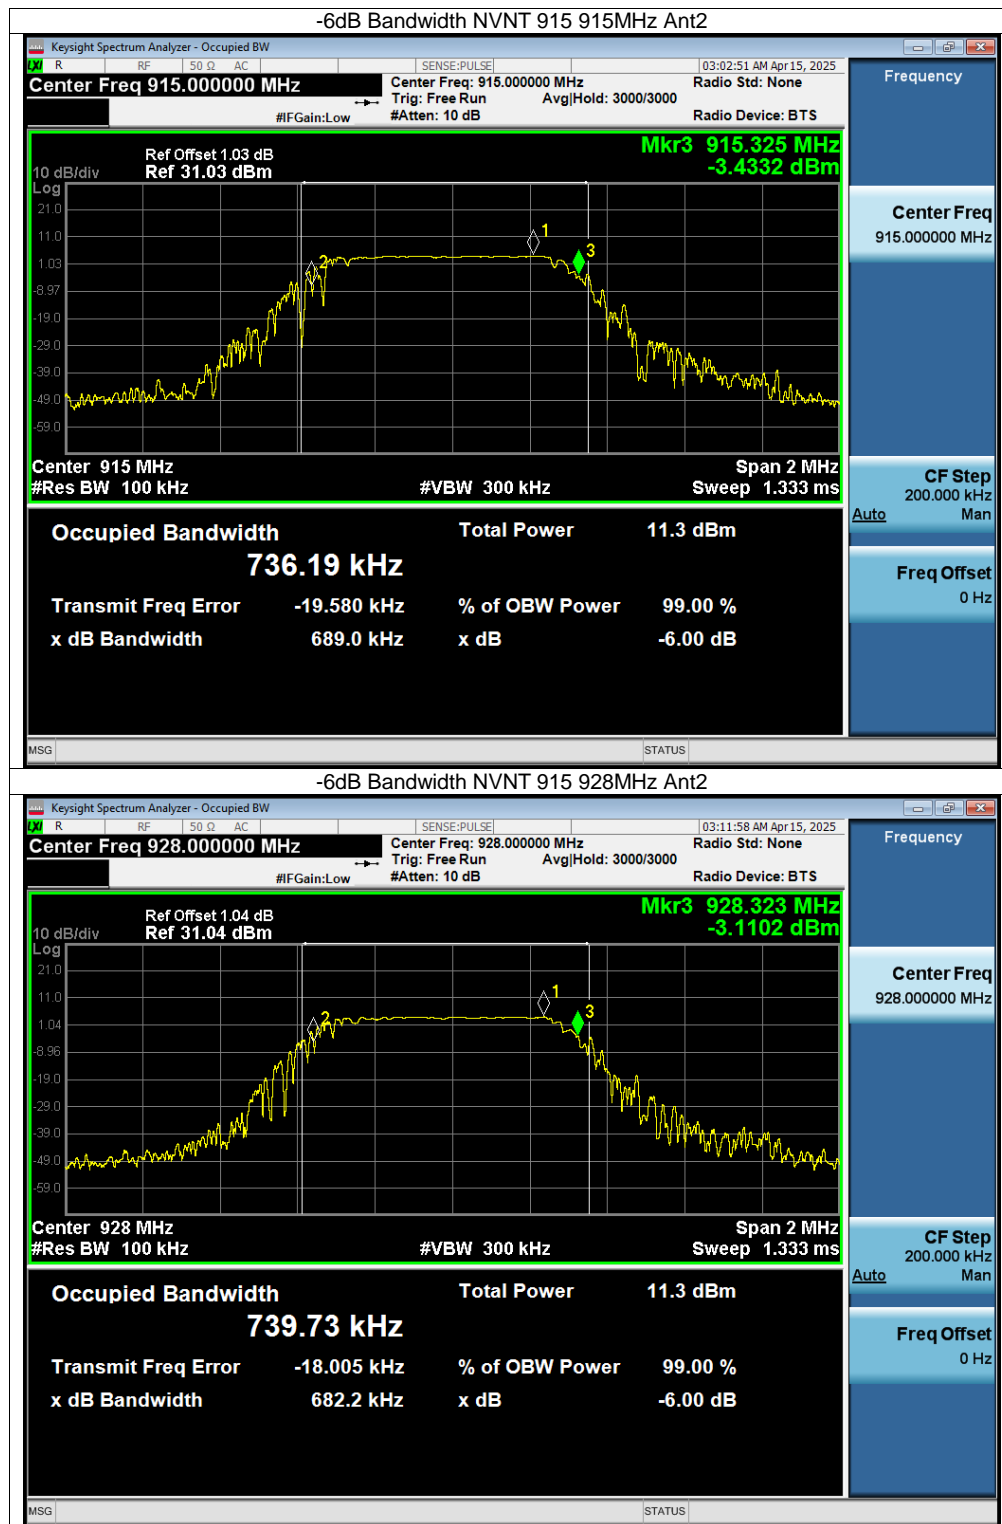 -6dB Bandwidth NVNT 915 915MHz Ant2
Keysight Spectrum Analyzer - Occupied BW
LXI R RF 50 Ω AC SENSE:PULSE 03:02:51 AM Apr 15, 2025
Center Freq 915.000000 MHz
Center Freq: 915.000000 MHz Radio Std: None
Trig: Free Run Avg|Hold: 3000/3000
#IFGain:Low #Atten: 10 dB Radio Device: BTS
Frequency
Mkr3 915.325 MHz
-3.4332 dBm
Ref Offset 1.03 dB
10 dB/div Ref 31.03 dBm
Log
21.0
11.0
1.03
-8.97
-19.0
-29.0
-39.0
-49.0
-59.0
1
2
3
Center 915 MHz Span 2 MHz
#Res BW 100 kHz #VBW 300 kHz Sweep 1.333 ms
Occupied Bandwidth Total Power 11.3 dBm
736.19 kHz
Transmit Freq Error -19.580 kHz % of OBW Power 99.00 %
x dB Bandwidth 689.0 kHz x dB -6.00 dB
Center Freq
915.000000 MHz
CF Step
200.000 kHz
Auto Man
Freq Offset
0 Hz
MSG STATUS
-6dB Bandwidth NVNT 915 928MHz Ant2
Keysight Spectrum Analyzer - Occupied BW
LXI R RF 50 Ω AC SENSE:PULSE 03:11:58 AM Apr 15, 2025
Center Freq 928.000000 MHz
Center Freq: 928.000000 MHz Radio Std: None
Trig: Free Run Avg|Hold: 3000/3000
#IFGain:Low #Atten: 10 dB Radio Device: BTS
Frequency
Mkr3 928.323 MHz
-3.1102 dBm
Ref Offset 1.04 dB
10 dB/div Ref 31.04 dBm
Log
21.0
11.0
1.04
-8.96
-19.0
-29.0
-39.0
-49.0
-59.0
1
2
3
Center 928 MHz Span 2 MHz
#Res BW 100 kHz #VBW 300 kHz Sweep 1.333 ms
Occupied Bandwidth Total Power 11.3 dBm
739.73 kHz
Transmit Freq Error -18.005 kHz % of OBW Power 99.00 %
x dB Bandwidth 682.2 kHz x dB -6.00 dB
Center Freq
928.000000 MHz
CF Step
200.000 kHz
Auto Man
Freq Offset
0 Hz
MSG STATUS